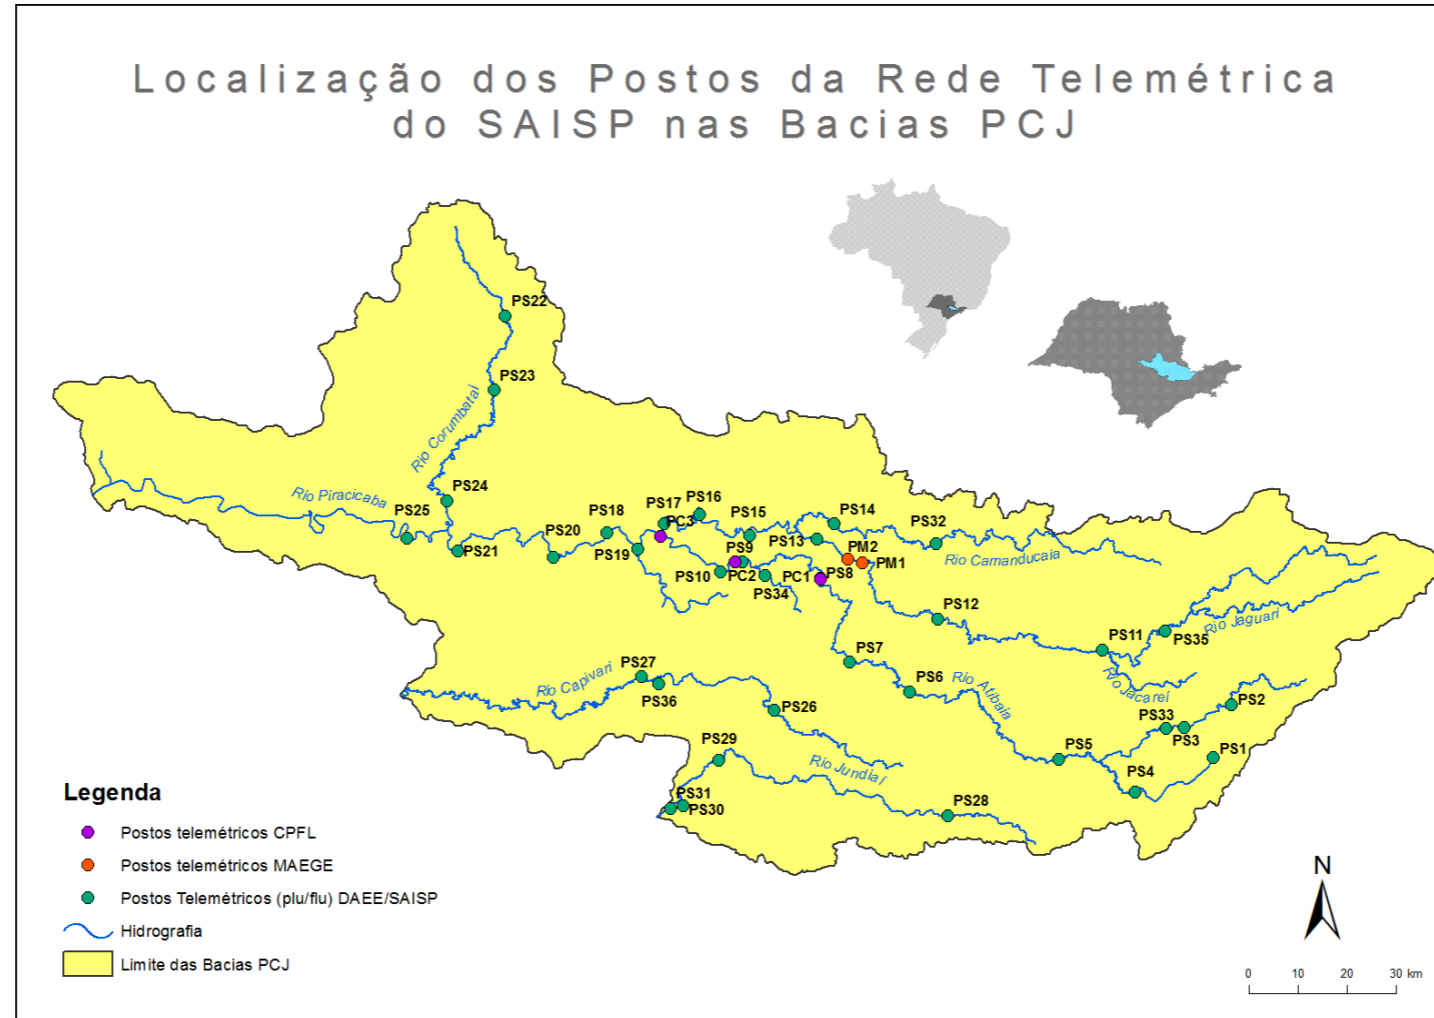 Localização dos Postos da Rede Telemétrica
do SAISP nas Bacias PCJ
PS22
PS23
Rio Corumbataí
PS24
Rio Piracicaba
PS25
PS21
PS20
PS18
PS19
PS17
PS16
PC3
PS15
PS14
PS13
PS32
PS9
PS10
PC2
PS34
PC1
PS8
PM2
PM1
Rio Camanducaia
PS12
PS11
PS35
Rio Jaguari
Rio Jacareí
PS7
PS6
Rio Atibaia
PS27
Rio Capivari
PS36
PS26
PS2
PS33
PS3
PS1
PS5
PS4
PS29
Rio Jundiaí
PS31
PS30
PS28
Legenda
Postos telemétricos CPFL
Postos telemétricos MAEGE
Postos Telemétricos (plu/flu) DAEE/SAISP
Hidrografia
Limite das Bacias PCJ
N
0 10 20 30 km